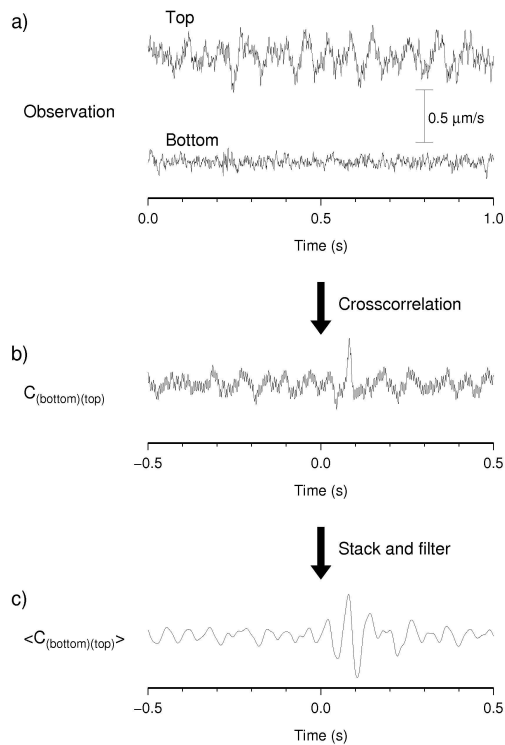 a)
Top
Observation
0.5 μm/s
Bottom
0.0 0.5 1.0
Time (s)
Crosscorrelation
b)
C(bottom)(top)
−0.5 0.0 0.5
Time (s)
Stack and filter
c)
<C(bottom)(top)>
−0.5 0.0 0.5
Time (s)